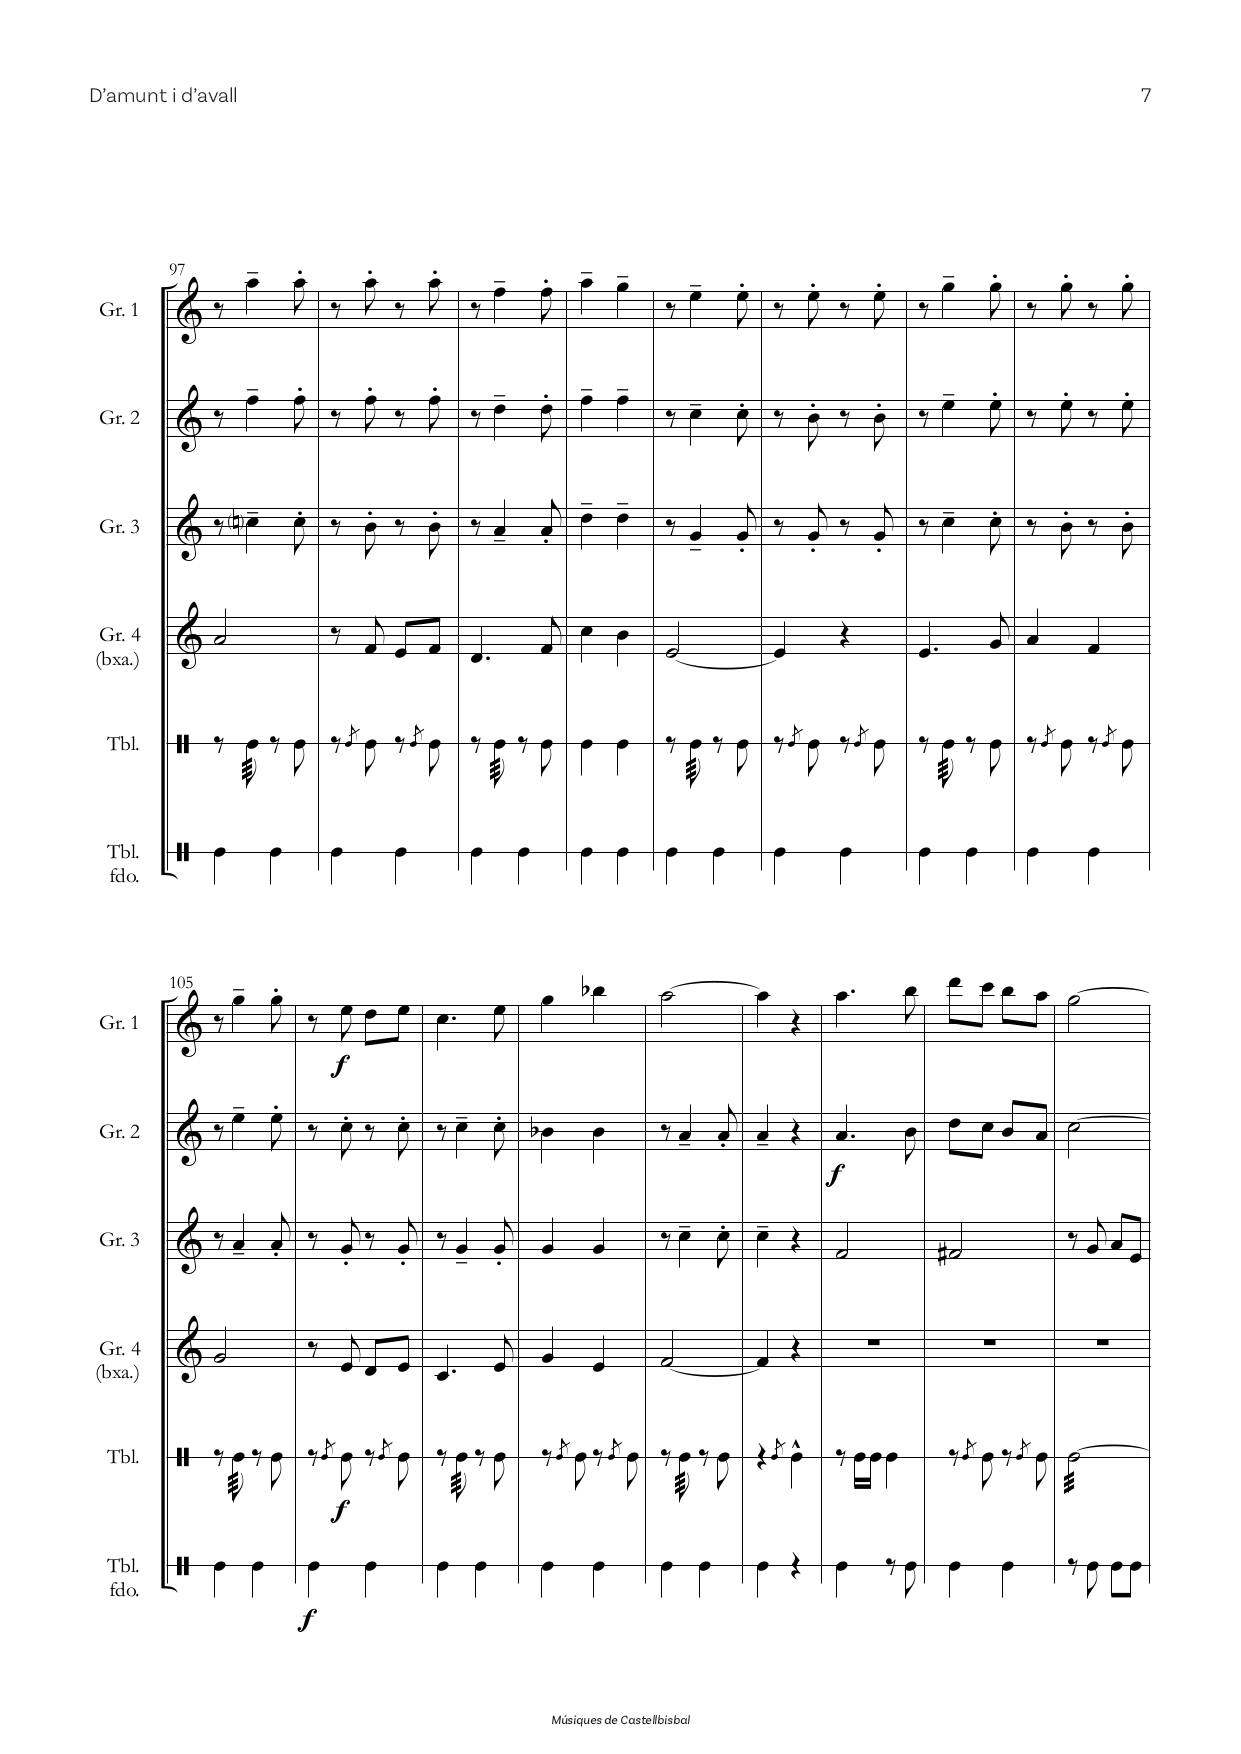 D’amunt i d’avall
7
97
Gr. 1
Gr. 2
Gr. 3
Gr. 4
(bxa.)
Tbl.
Tbl.
fdo.
105
Gr. 1
f
Gr. 2
f
Gr. 3
Gr. 4
(bxa.)
Tbl.
f
Tbl.
fdo.
f
Músiques de Castellbisbal